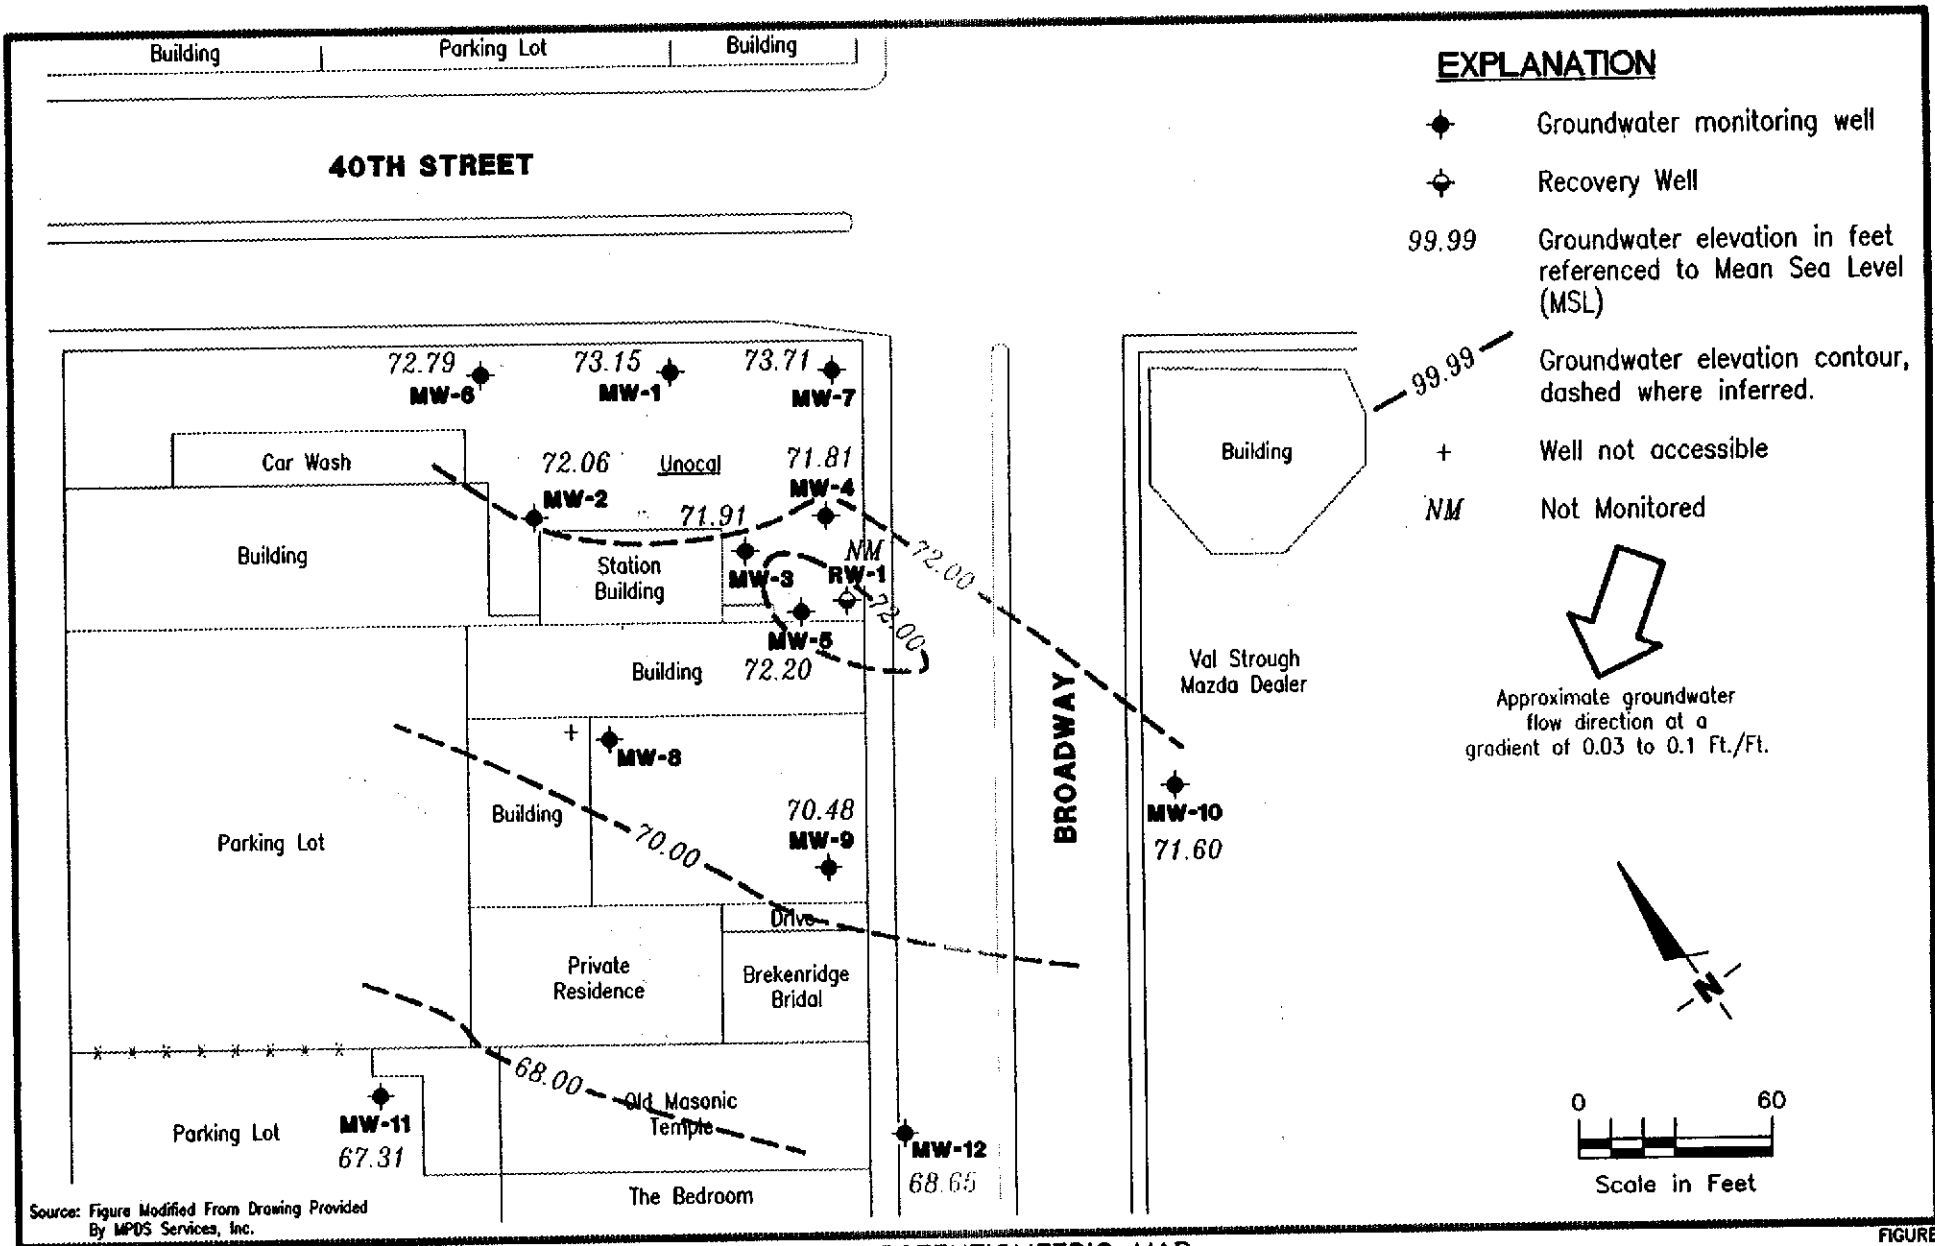 Building
Parking Lot
Building
40TH STREET
EXPLANATION
Groundwater monitoring well
Recovery Well
99.99
Groundwater elevation in feet
referenced to Mean Sea Level
(MSL)
99.99
Groundwater elevation contour,
dashed where inferred.
+
Well not accessible
NM
Not Monitored
Approximate groundwater
flow direction at a
gradient of 0.03 to 0.1 Ft./Ft.
N
0 60
Scale in Feet
72.79
MW-6
73.15
MW-1
73.71
MW-7
Car Wash
72.06
MW-2
Unocal
71.81
MW-4
71.91
MW-3
NM
RW-1
72.00
72.00
Building
Station
Building
MW-5
72.20
Building
Building
Val Strough
Mazda Dealer
BROADWAY
+
MW-8
Building
70.48
MW-9
70.00
MW-10
71.60
Parking Lot
Drive
Private
Residence
Brekenridge
Bridal
68.00
Old Masonic
Temple
MW-11
67.31
Parking Lot
MW-12
68.65
The Bedroom
Source: Figure Modified From Drawing Provided
By MPDS Services, Inc.
POTENTIOMETRIC MAP
FIGURE